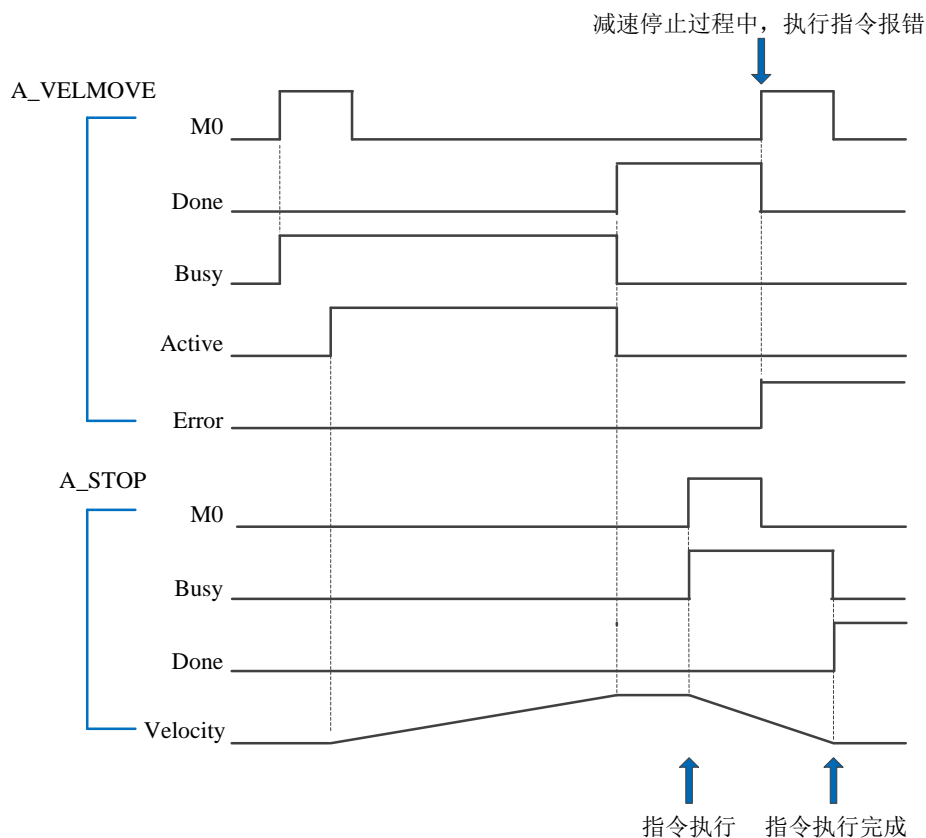 减速停止过程中，执行指令报错
A_VELMOVE
M0
Done
Busy
Active
Error
A_STOP
M0
Busy
Done
Velocity
指令执行
指令执行完成